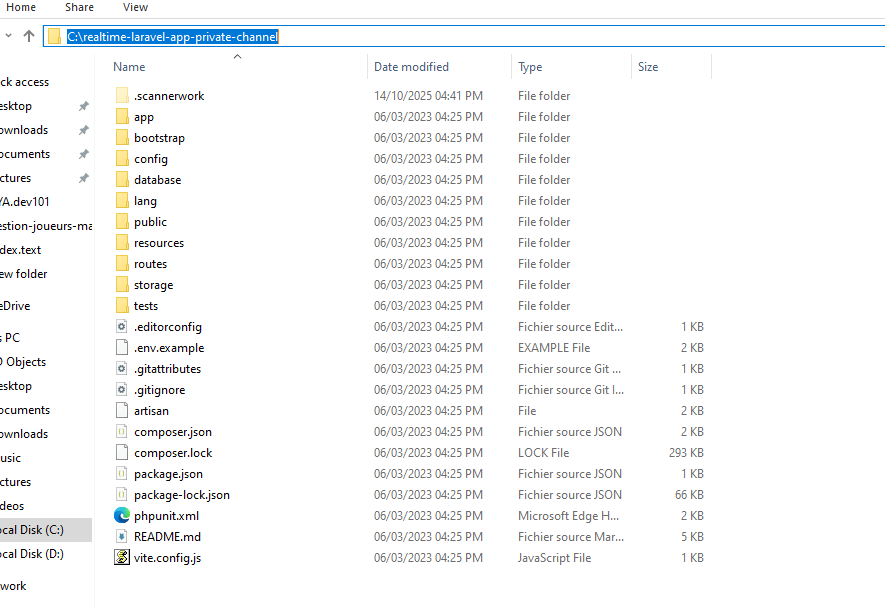 Home Share View
C:\realtime-laravel-app-private-channel
Name Date modified Type Size
ck access
esktop
ownloads
ocuments
ctures
YA.dev101
estion-joueurs-ma
dex.text
ew folder
eDrive
s PC
D Objects
esktop
ocuments
ownloads
usic
ctures
deos
ocal Disk (C:)
ocal Disk (D:)
work
.scannerwork 14/10/2025 04:41 PM File folder
app 06/03/2023 04:25 PM File folder
bootstrap 06/03/2023 04:25 PM File folder
config 06/03/2023 04:25 PM File folder
database 06/03/2023 04:25 PM File folder
lang 06/03/2023 04:25 PM File folder
public 06/03/2023 04:25 PM File folder
resources 06/03/2023 04:25 PM File folder
routes 06/03/2023 04:25 PM File folder
storage 06/03/2023 04:25 PM File folder
tests 06/03/2023 04:25 PM File folder
.editorconfig 06/03/2023 04:25 PM Fichier source Edit... 1 KB
.env.example 06/03/2023 04:25 PM EXAMPLE File 2 KB
.gitattributes 06/03/2023 04:25 PM Fichier source Git ... 1 KB
.gitignore 06/03/2023 04:25 PM Fichier source Git I... 1 KB
artisan 06/03/2023 04:25 PM File 2 KB
composer.json 06/03/2023 04:25 PM Fichier source JSON 2 KB
composer.lock 06/03/2023 04:25 PM LOCK File 293 KB
package.json 06/03/2023 04:25 PM Fichier source JSON 1 KB
package-lock.json 06/03/2023 04:25 PM Fichier source JSON 66 KB
phpunit.xml 06/03/2023 04:25 PM Microsoft Edge H... 2 KB
README.md 06/03/2023 04:25 PM Fichier source Mar... 5 KB
vite.config.js 06/03/2023 04:25 PM JavaScript File 1 KB